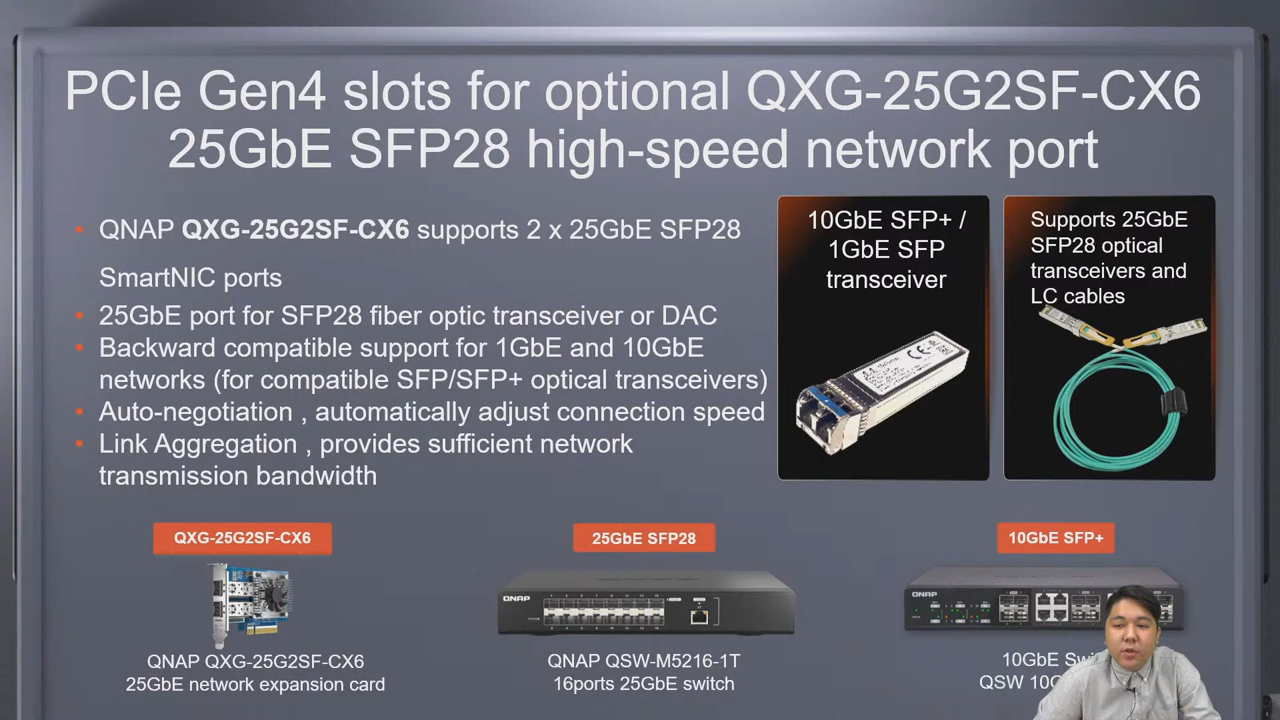 PCIe Gen4 slots for optional QXG-25G2SF-CX6
25GbE SFP28 high-speed network port
QNAP QXG-25G2SF-CX6 supports 2 x 25GbE SFP28
SmartNIC ports
25GbE port for SFP28 fiber optic transceiver or DAC
Backward compatible support for 1GbE and 10GbE
networks (for compatible SFP/SFP+ optical transceivers)
Auto-negotiation , automatically adjust connection speed
Link Aggregation , provides sufficient network
transmission bandwidth
10GbE SFP+ /
1GbE SFP
transceiver
Supports 25GbE
SFP28 optical
transceivers and
LC cables
QXG-25G2SF-CX6
QNAP QXG-25G2SF-CX6
25GbE network expansion card
25GbE SFP28
QNAP
QNAP QSW-M5216-1T
16ports 25GbE switch
10GbE SFP+
QNAP
10GbE
QSW